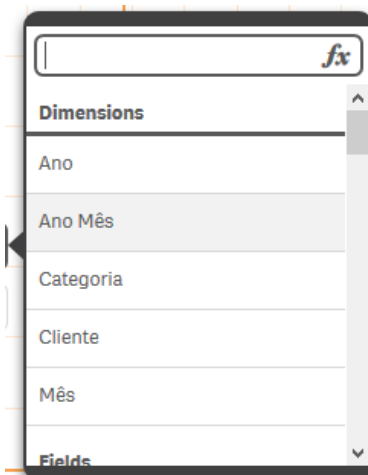 fx
Dimensions
Ano
Ano Mês
Categoria
Cliente
Mês
Fields